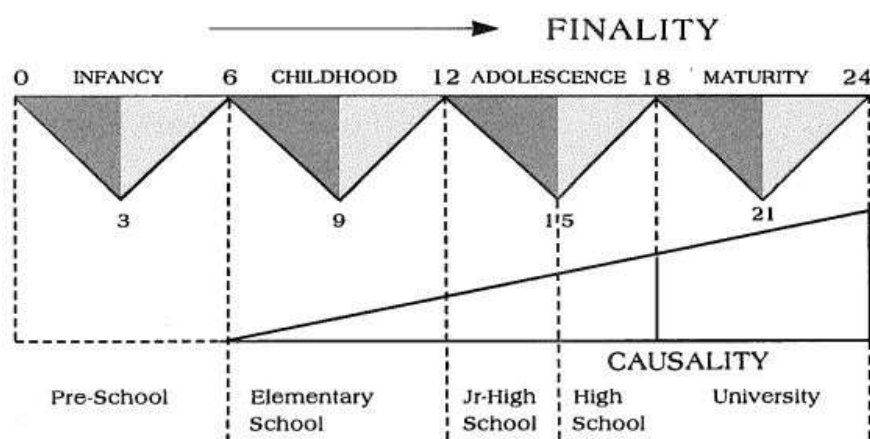 FINALITY
0 INFANCY 6 CHILDHOOD 12 ADOLESCENCE 18 MATURITY 24
3 9 15 21
CAUSALITY
Pre-School Elementary Jr-High High University
School School School